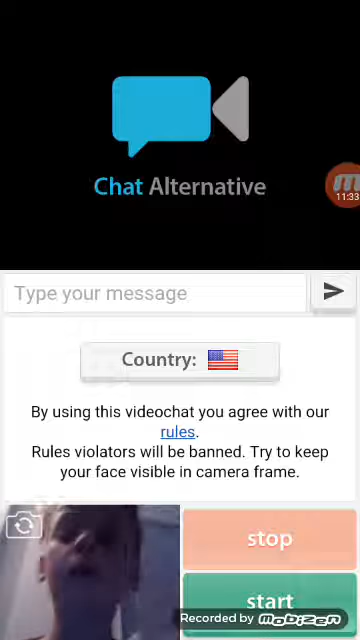 Chat Alternative
11:33
Type your message
Country:
By using this videochat you agree with our
rules.
Rules violators will be banned. Try to keep
your face visible in camera frame.
stop
start
Recorded by mobizen